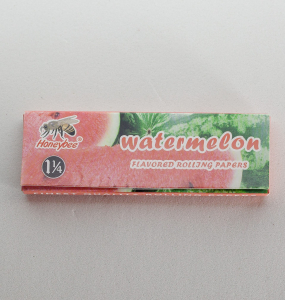 Honeybee®
1¼
watermelon
FLAVORED ROLLING PAPERS